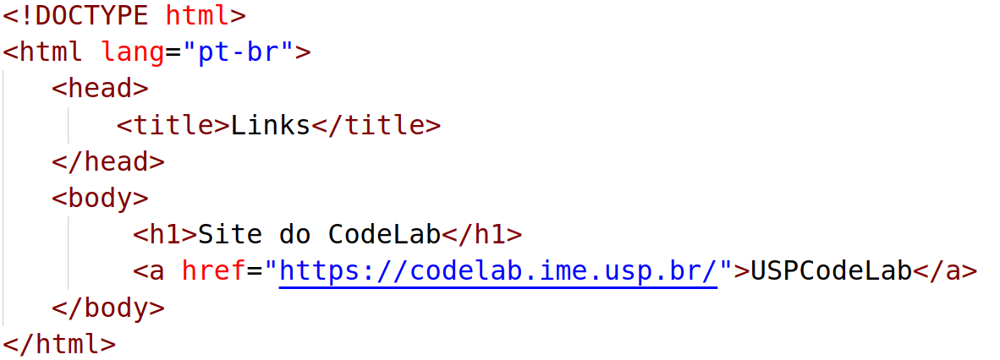 <!DOCTYPE html>
<html lang="pt-br">
<head>
<title>Links</title>
</head>
<body>
<h1>Site do CodeLab</h1>
<a href="https://codelab.ime.usp.br/">USPCodeLab</a>
</body>
</html>